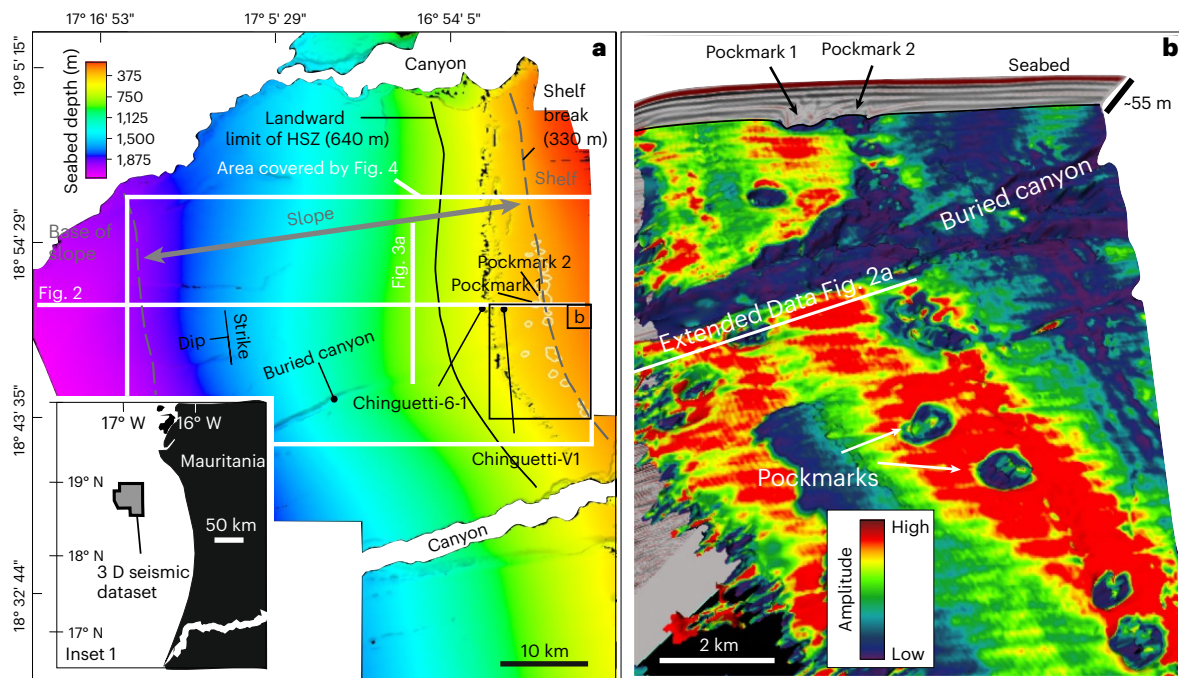 17° 16′ 53″
17° 5′ 29″
16° 54′ 5″
19° 5′ 15″
18° 54′ 29″
18° 43′ 35″
18° 32′ 44″
Seabed depth (m)
375
750
1,125
1,500
1,875
a
Canyon
Landward
limit of HSZ (640 m)
Shelf
break
(330 m)
Shelf
Area covered by Fig. 4
Slope
Base of
slope
Fig. 3a
Pockmark 2
Pockmark 1
Fig. 2
b
Dip
Strike
Buried canyon
Chinguetti-6-1
Chinguetti-V1
Canyon
10 km
17° W
16° W
Mauritania
19° N
50 km
18° N
3 D seismic
dataset
17° N
Inset 1
b
Pockmark 1
Pockmark 2
Seabed
~55 m
Buried canyon
Extended Data Fig. 2a
Pockmarks
Amplitude
High
Low
2 km